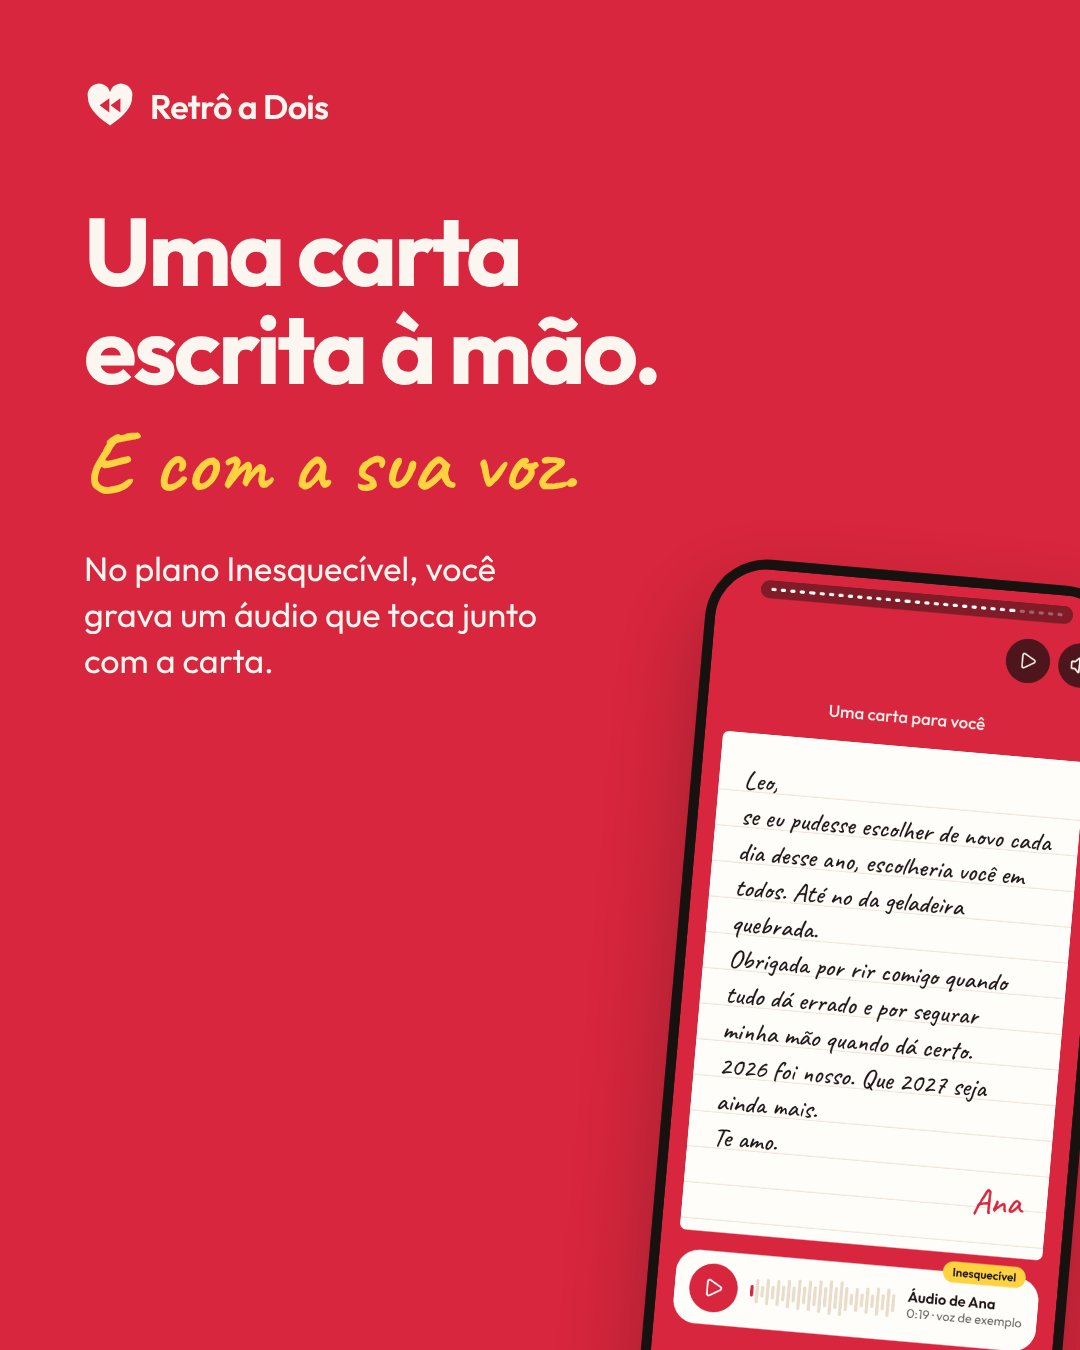 Retrô a Dois
Uma carta
escrita à mão.
E com a sua voz.
No plano Inesquecível, você
grava um áudio que toca junto
com a carta.
Uma carta para você
Leo,
se eu pudesse escolher de novo cada
dia desse ano, escolheria você em
todos. Até no da geladeira
quebrada.
Obrigada por rir comigo quando
tudo dá errado e por segurar
minha mão quando dá certo.
2026 foi nosso. Que 2027 seja
ainda mais.
Te amo.
Ana
Inesquecível
Áudio de Ana
0:19 · voz de exemplo